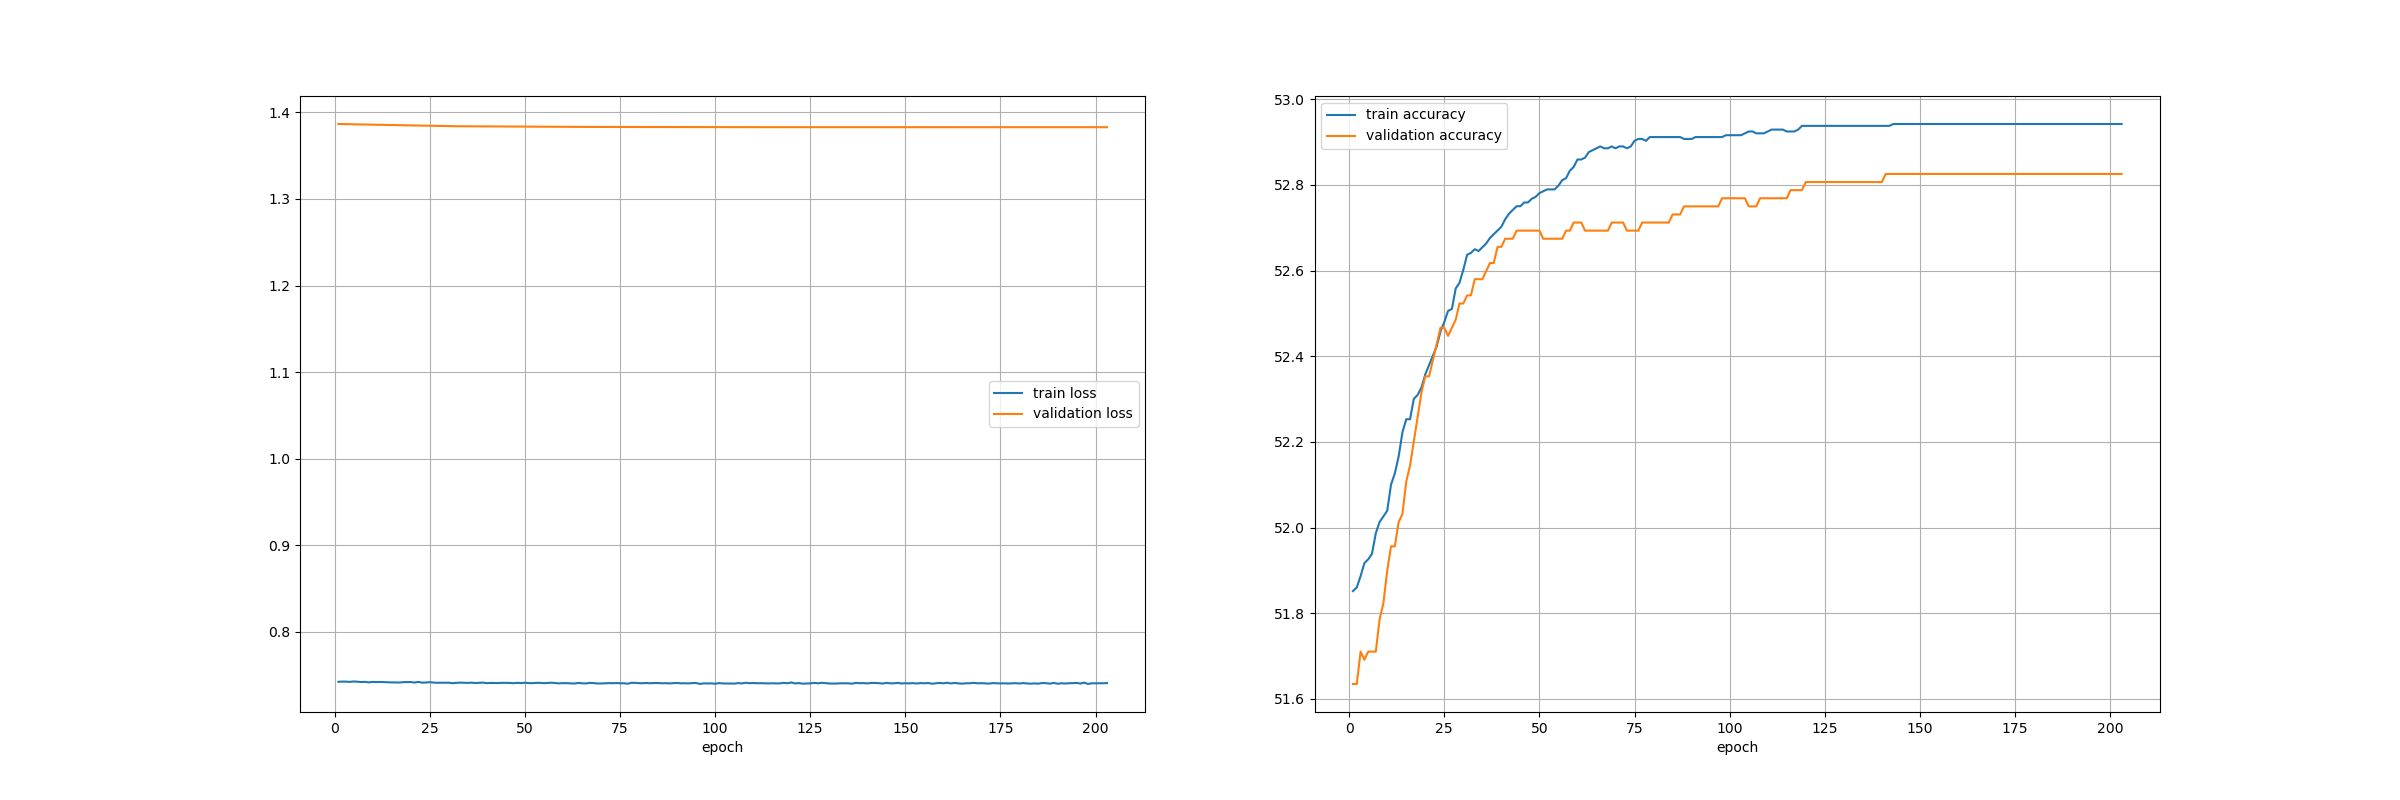 1.4
1.3
1.2
1.1
1.0
0.9
0.8
0 25 50 75 100 125 150 175 200
epoch
train loss
validation loss
53.0
52.8
52.6
52.4
52.2
52.0
51.8
51.6
0 25 50 75 100 125 150 175 200
epoch
train accuracy
validation accuracy